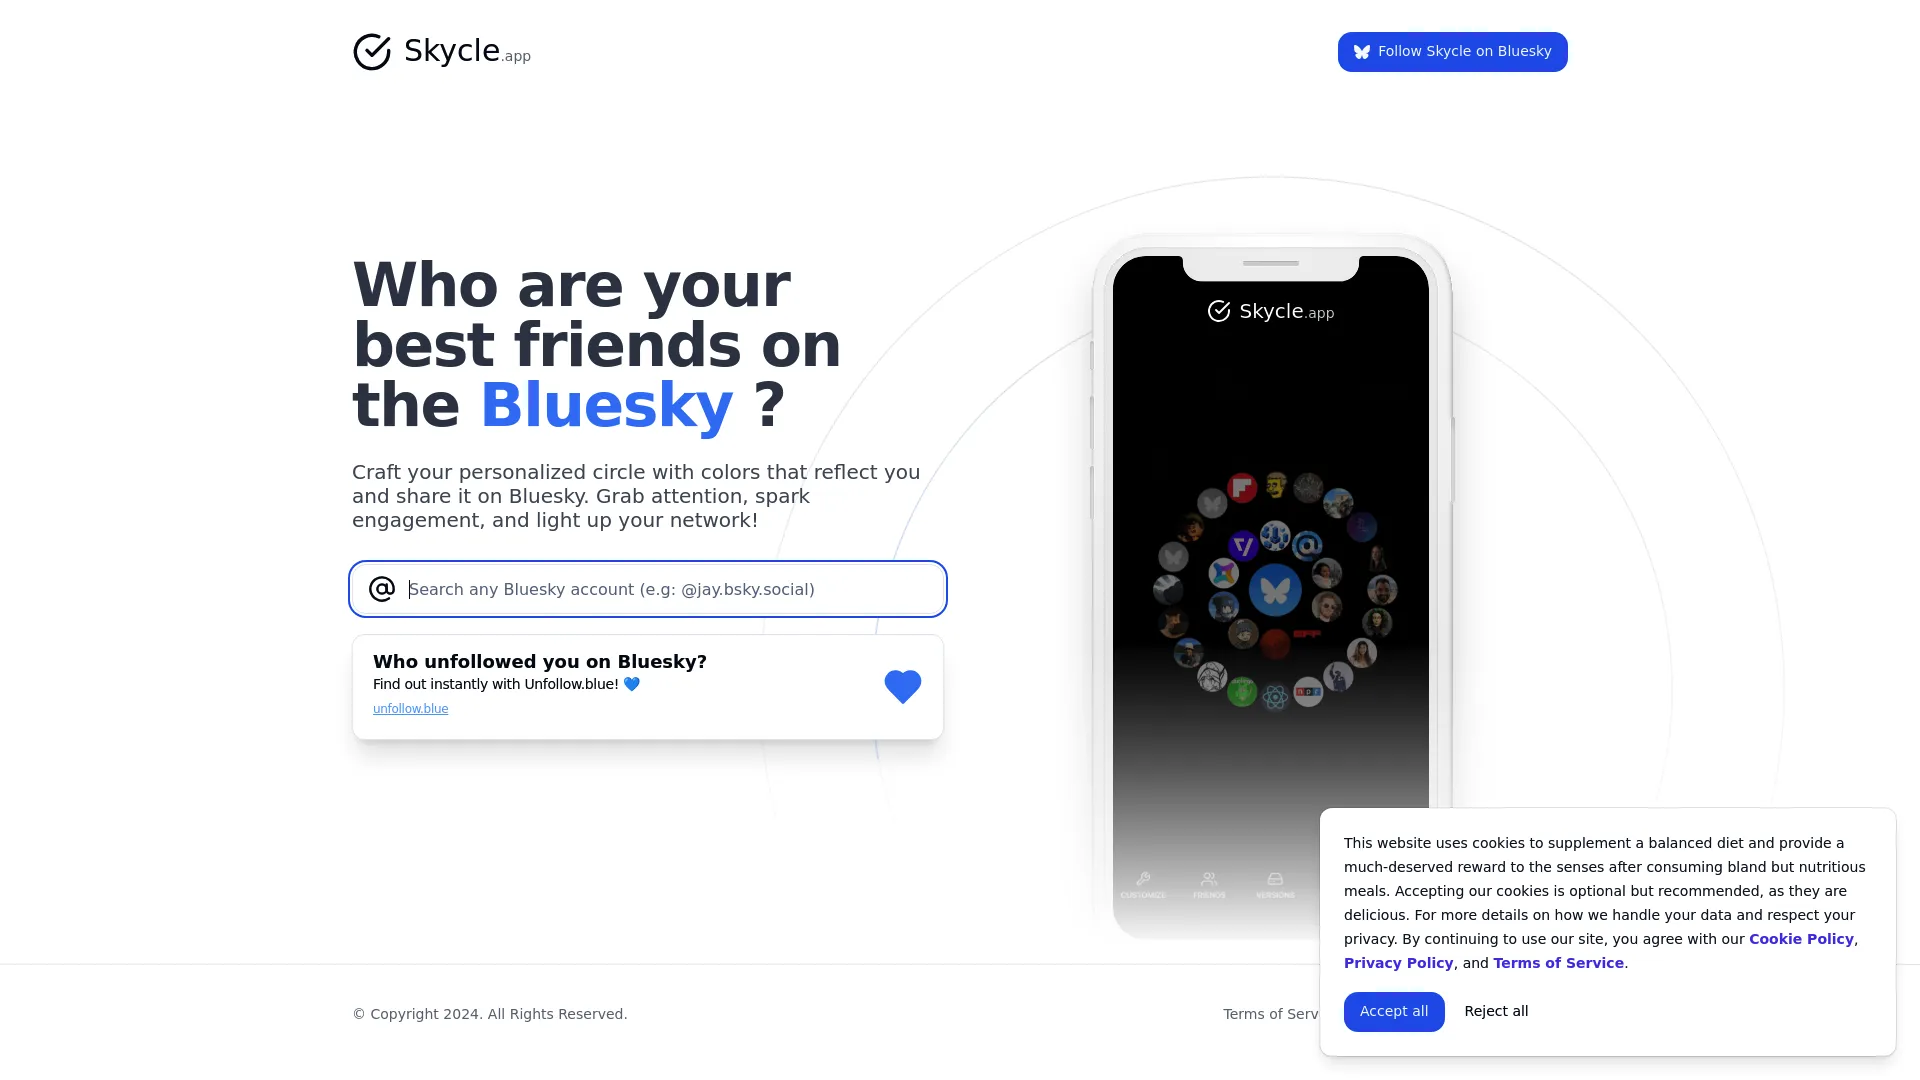 Skycle.app
Follow Skycle on Bluesky
Who are your
best friends on
the Bluesky ?
Craft your personalized circle with colors that reflect you
and share it on Bluesky. Grab attention, spark
engagement, and light up your network!
Search any Bluesky account (e.g: @jay.bsky.social)
Who unfollowed you on Bluesky?
Find out instantly with Unfollow.blue! 💙
unfollow.blue
Skycle.app
CUSTOMIZE
FRIENDS
VERSIONS
This website uses cookies to supplement a balanced diet and provide a
much-deserved reward to the senses after consuming bland but nutritious
meals. Accepting our cookies is optional but recommended, as they are
delicious. For more details on how we handle your data and respect your
privacy. By continuing to use our site, you agree with our Cookie Policy,
Privacy Policy, and Terms of Service.
Accept all
Reject all
© Copyright 2024. All Rights Reserved.
Terms of Serv